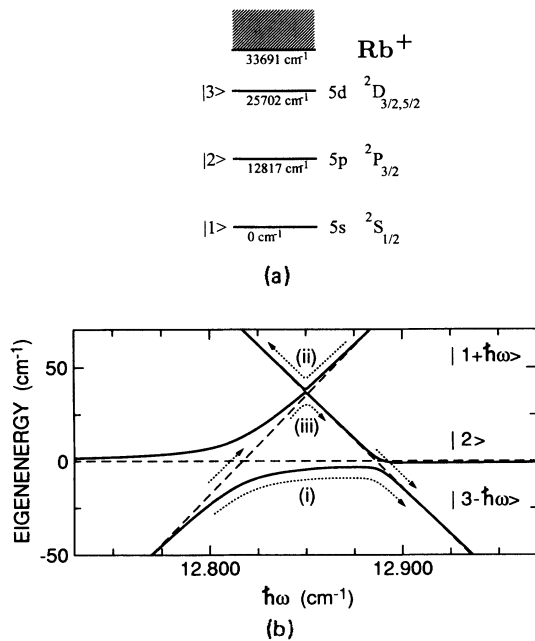 Rb⁺
33691 cm⁻¹
|3> 25702 cm⁻¹ 5d ²D₃/₂,₅/₂
|2> 12817 cm⁻¹ 5p ²P₃/₂
|1> 0 cm⁻¹ 5s ²S₁/₂
(a)
EIGENENERGY (cm⁻¹)
50
0
-50
(ii)
(iii)
(i)
|1+ħω>
|2>
|3-ħω>
12.800 12.900
ħω (cm⁻¹)
(b)